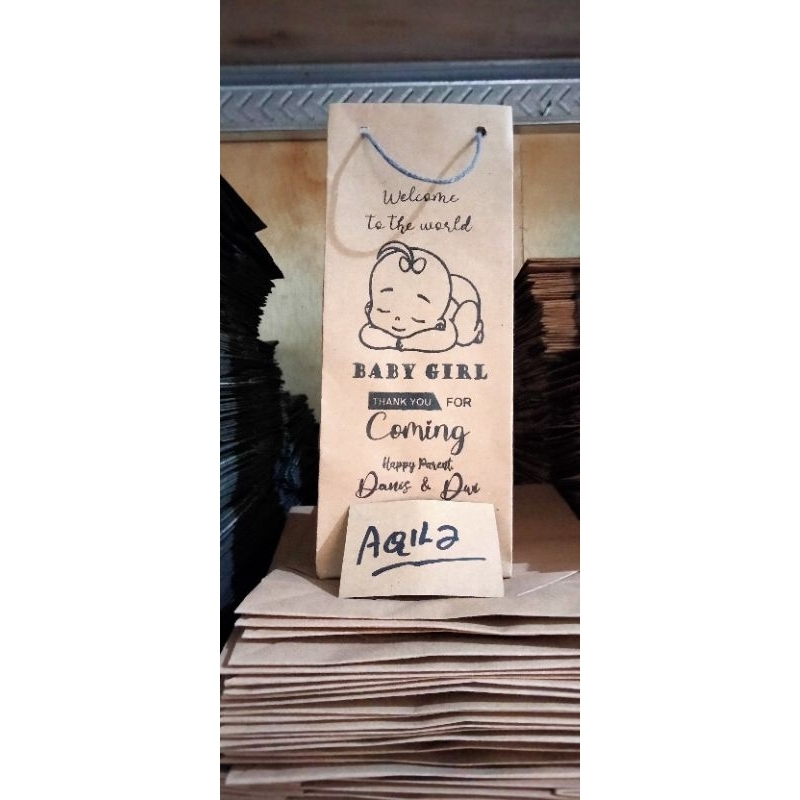 Welcome
to the world
BABY GIRL
THANK YOU FOR
Coming
Happy Parent,
Danis & Dwi
AQILa